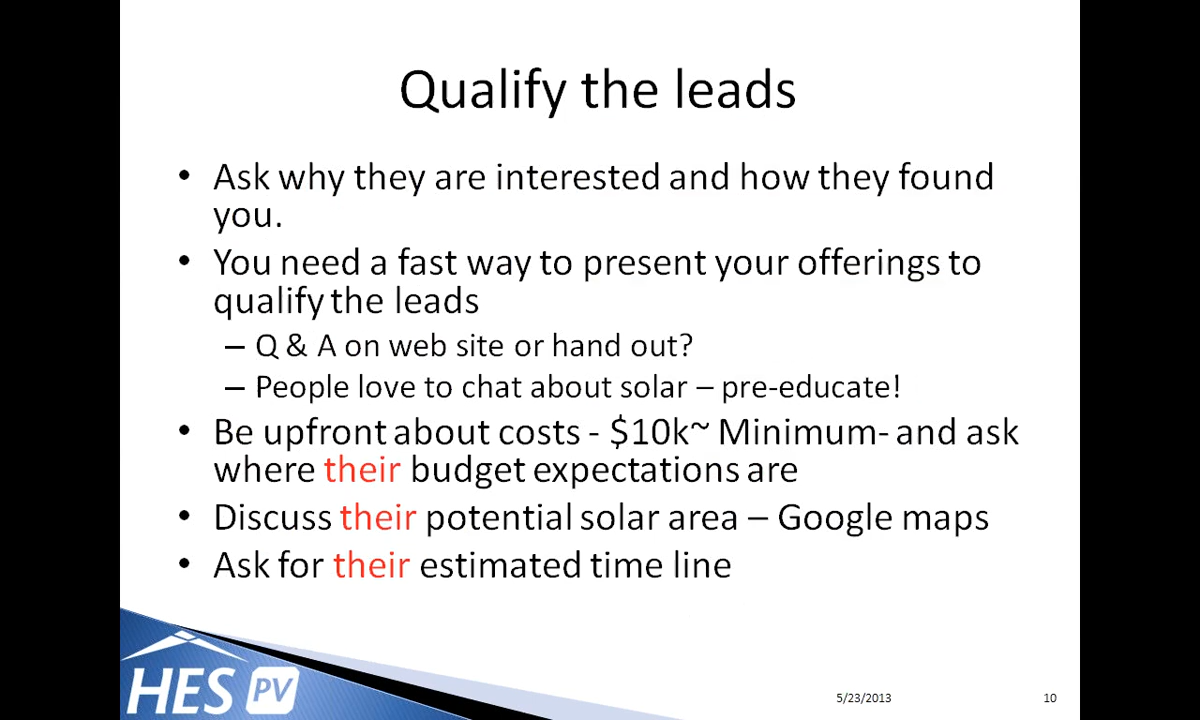 Qualify the leads
• Ask why they are interested and how they found
you.
• You need a fast way to present your offerings to
qualify the leads
– Q & A on web site or hand out?
– People love to chat about solar – pre-educate!
• Be upfront about costs - $10k~ Minimum- and ask
where their budget expectations are
• Discuss their potential solar area – Google maps
• Ask for their estimated time line
HES PV
5/23/2013
10